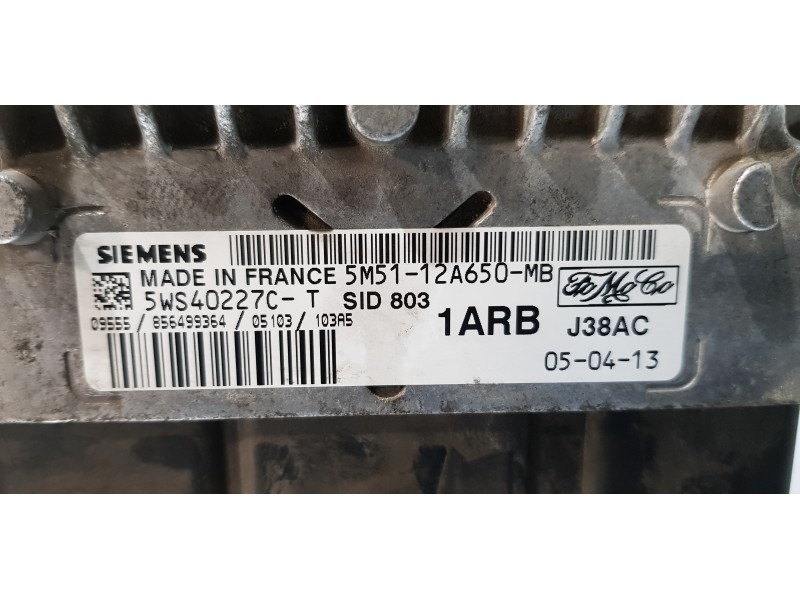 SIEMENS
MADE IN FRANCE 5M51-12A650-MB
FoMoCo
5WS40227C-T SID 803
09555/856499364/05103/103A5
1ARB J38AC
05-04-13